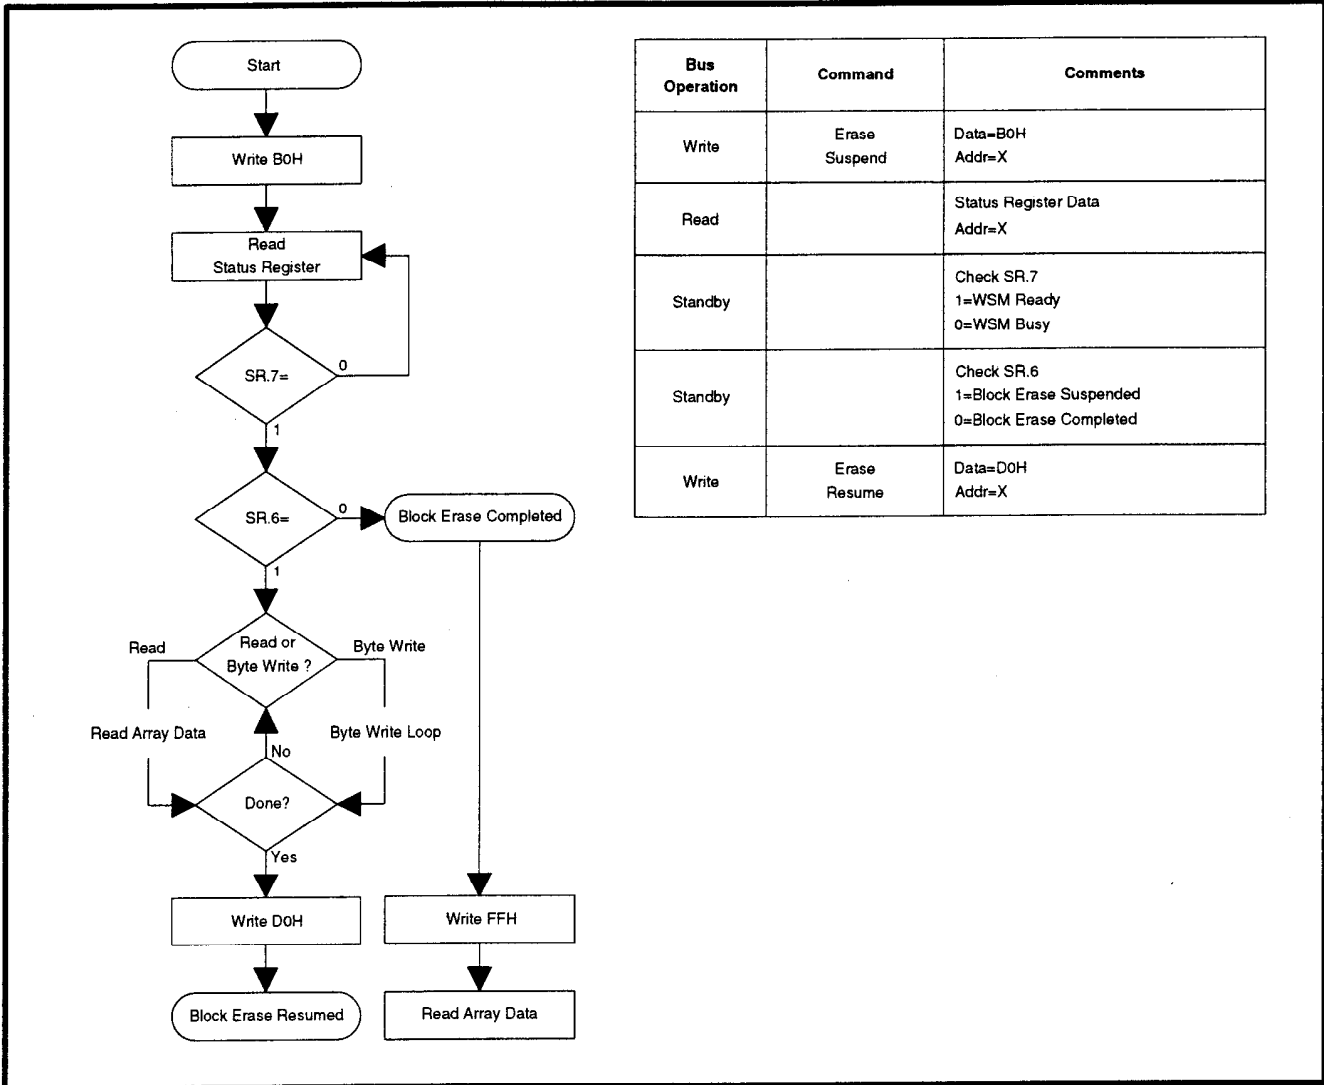 Start
Write B0H
Read
Status Register
SR.7=
0
1
SR.6=
0
Block Erase Completed
1
Read or
Byte Write ?
Read
Byte Write
Read Array Data
Byte Write Loop
No
Done?
Yes
Write D0H
Write FFH
Block Erase Resumed
Read Array Data
Bus
Operation
Command
Comments
Write
Erase
Suspend
Data=B0H
Addr=X
Read
Status Register Data
Addr=X
Standby
Check SR.7
1=WSM Ready
0=WSM Busy
Standby
Check SR.6
1=Block Erase Suspended
0=Block Erase Completed
Write
Erase
Resume
Data=D0H
Addr=X